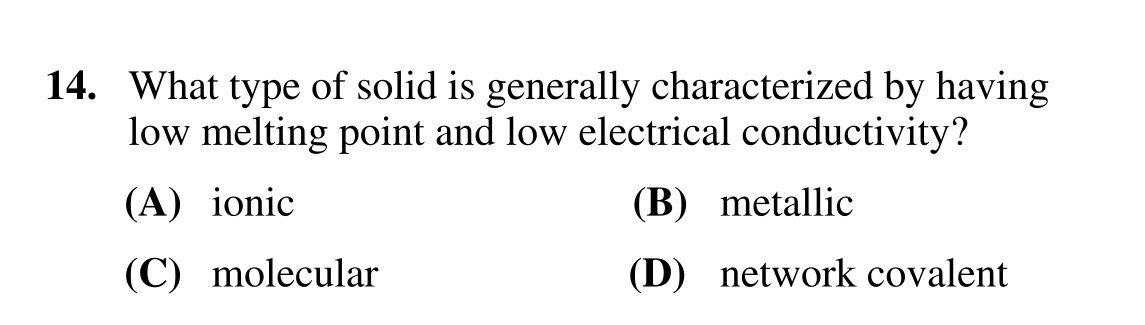 14. What type of solid is generally characterized by having
low melting point and low electrical conductivity?
(A) ionic (B) metallic
(C) molecular (D) network covalent